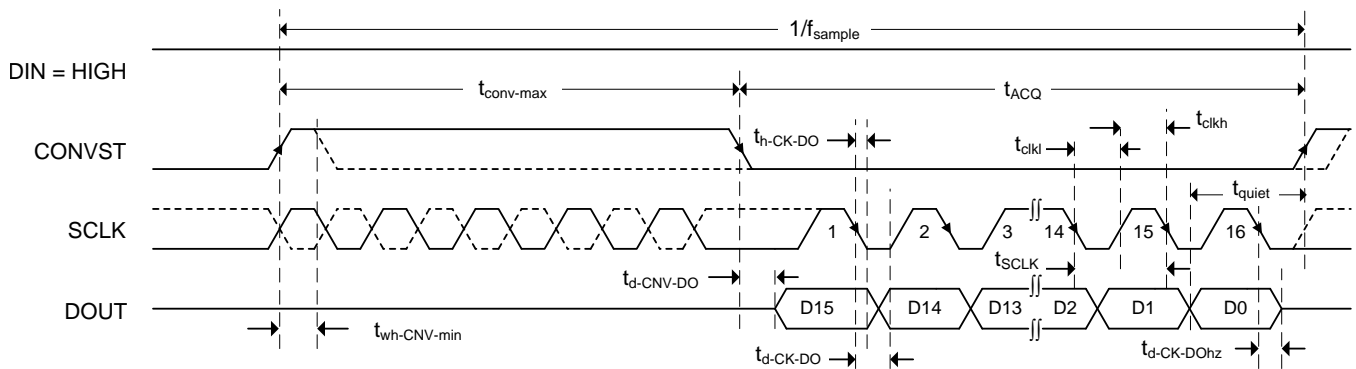 1/fsample
DIN = HIGH
tconv-max
tACQ
tclkh
th-CK-DO
tclkl
CONVST
tquiet
SCLK
1 2 3 14 15 16
tSCLK
td-CNV-DO
DOUT
D15 D14 D13 D2 D1 D0
twh-CNV-min
td-CK-DO
td-CK-DOhz